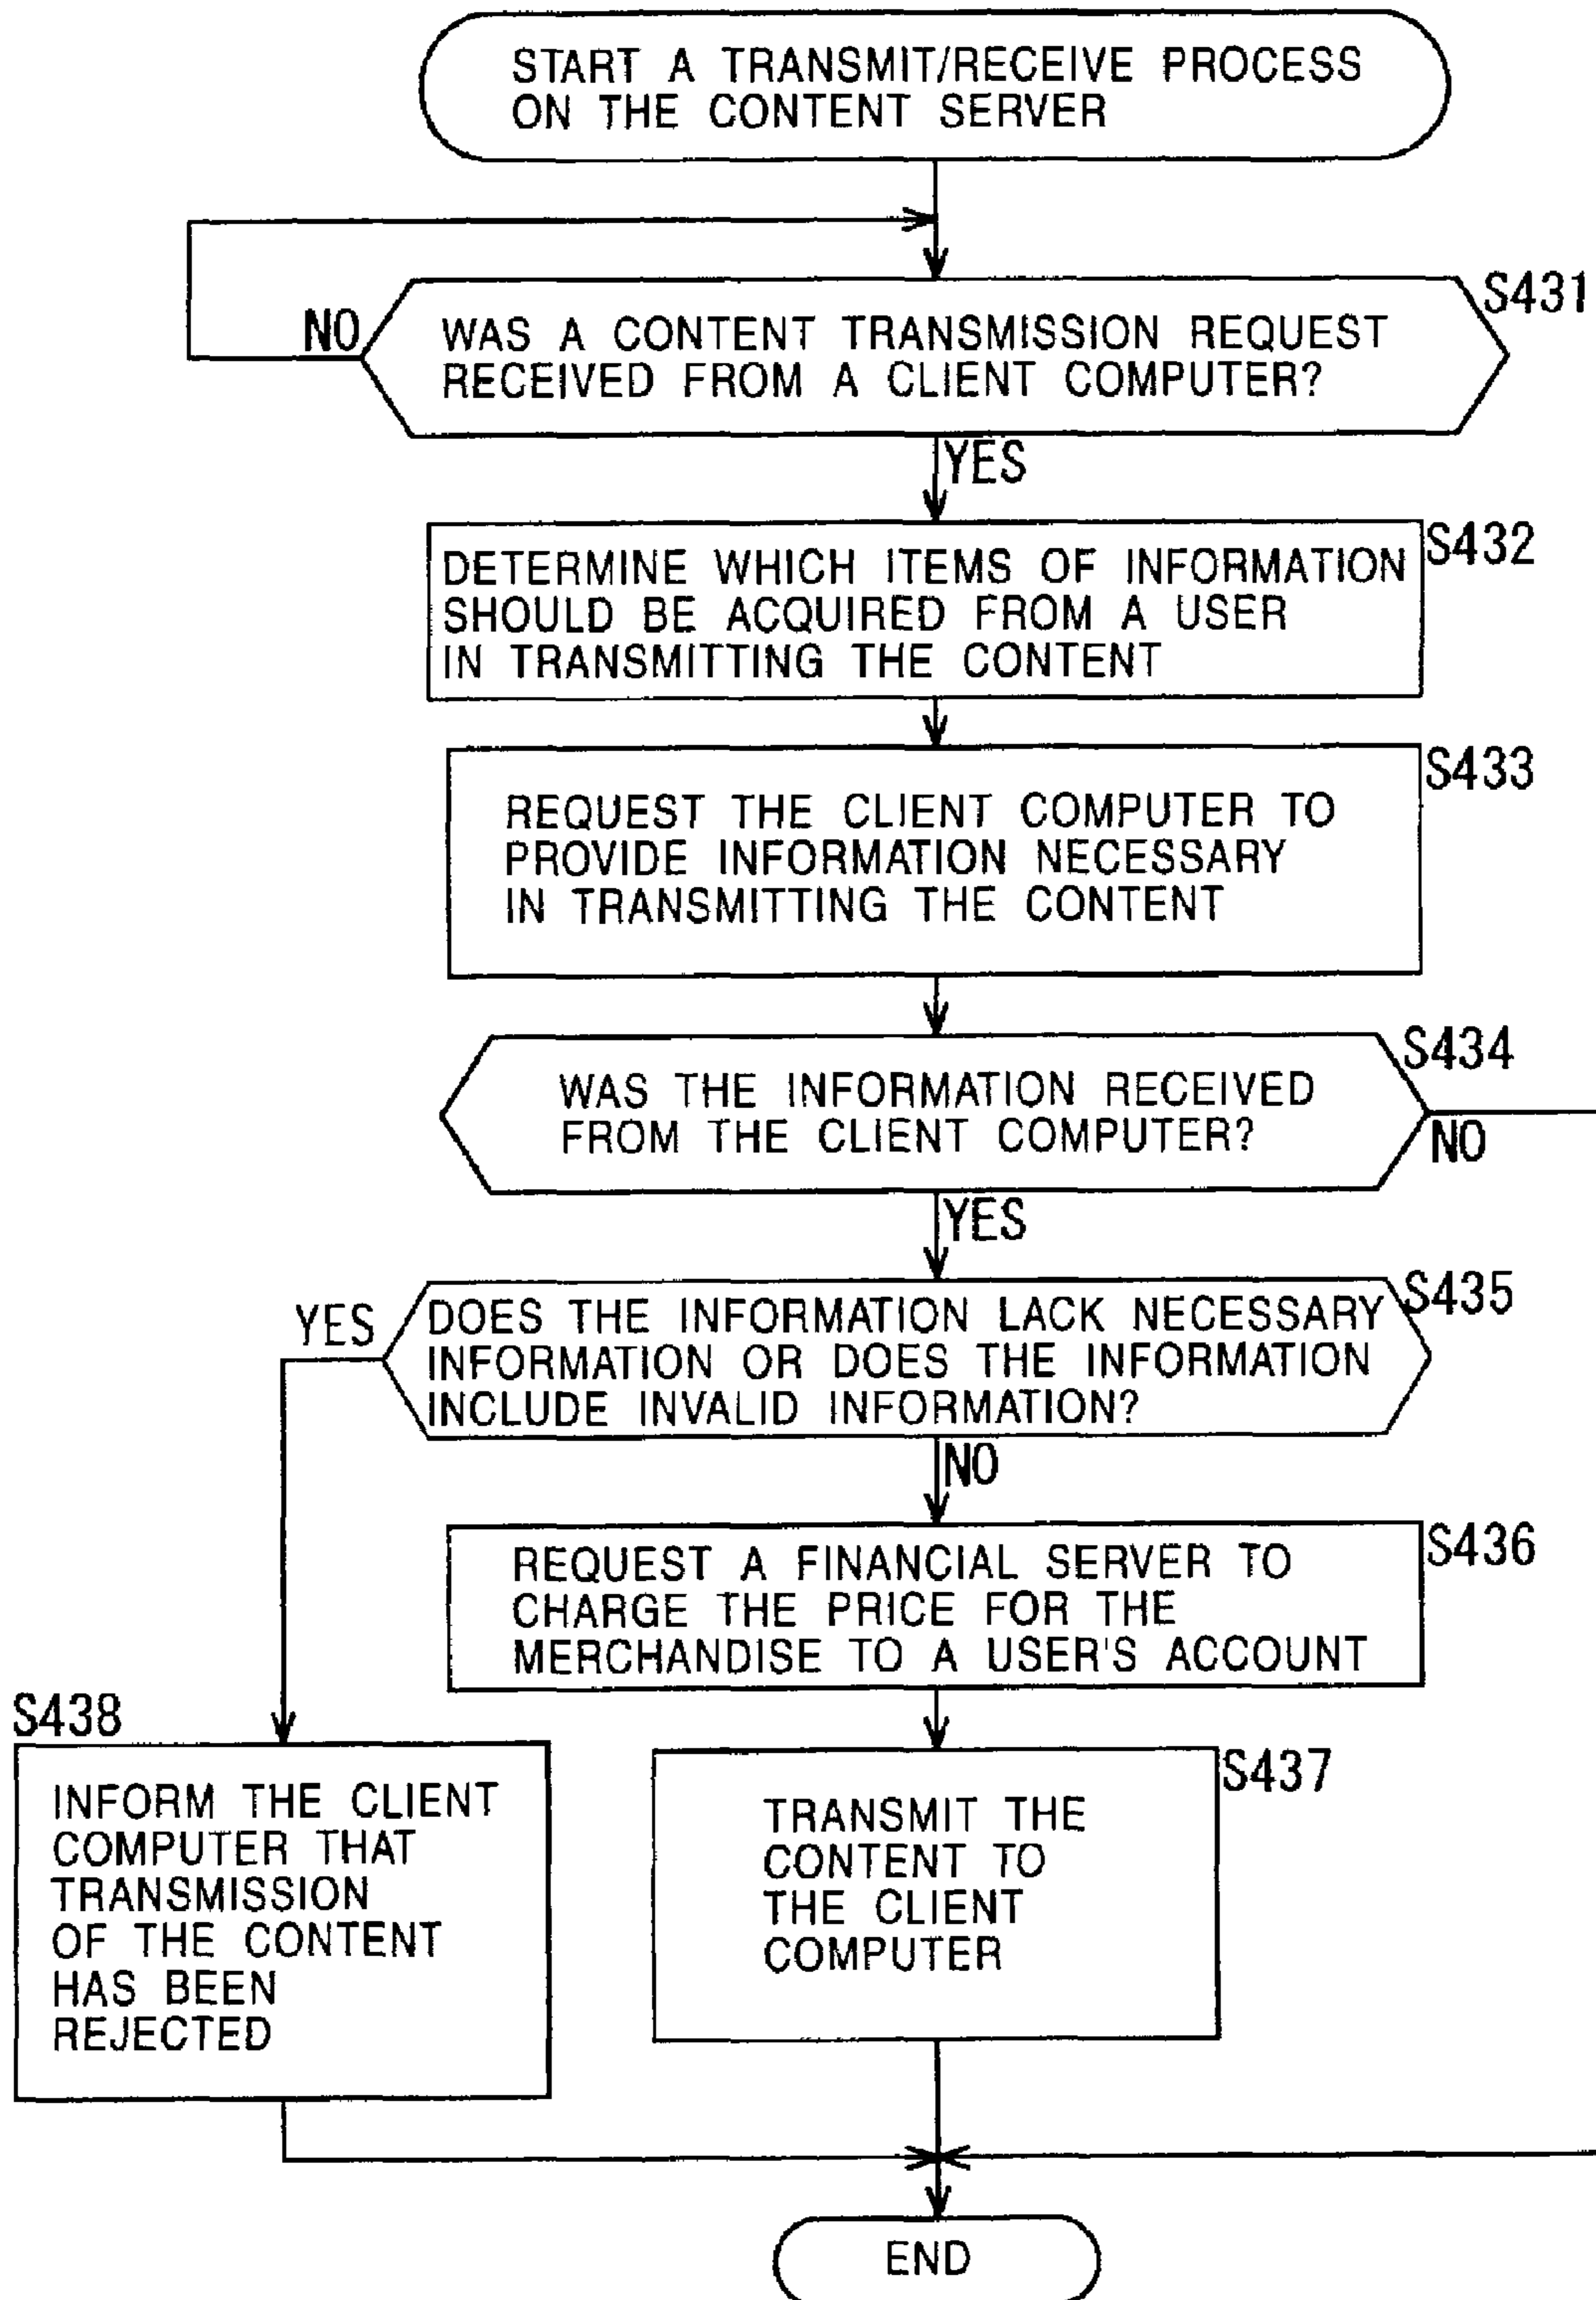 START A TRANSMIT/RECEIVE PROCESS
ON THE CONTENT SERVER
S431
NO
WAS A CONTENT TRANSMISSION REQUEST
RECEIVED FROM A CLIENT COMPUTER?
YES
S432
DETERMINE WHICH ITEMS OF INFORMATION
SHOULD BE ACQUIRED FROM A USER
IN TRANSMITTING THE CONTENT
S433
REQUEST THE CLIENT COMPUTER TO
PROVIDE INFORMATION NECESSARY
IN TRANSMITTING THE CONTENT
S434
WAS THE INFORMATION RECEIVED
FROM THE CLIENT COMPUTER?
NO
YES
S435
YES
DOES THE INFORMATION LACK NECESSARY
INFORMATION OR DOES THE INFORMATION
INCLUDE INVALID INFORMATION?
NO
S436
REQUEST A FINANCIAL SERVER TO
CHARGE THE PRICE FOR THE
MERCHANDISE TO A USER'S ACCOUNT
S438
INFORM THE CLIENT
COMPUTER THAT
TRANSMISSION
OF THE CONTENT
HAS BEEN
REJECTED
S437
TRANSMIT THE
CONTENT TO
THE CLIENT
COMPUTER
END